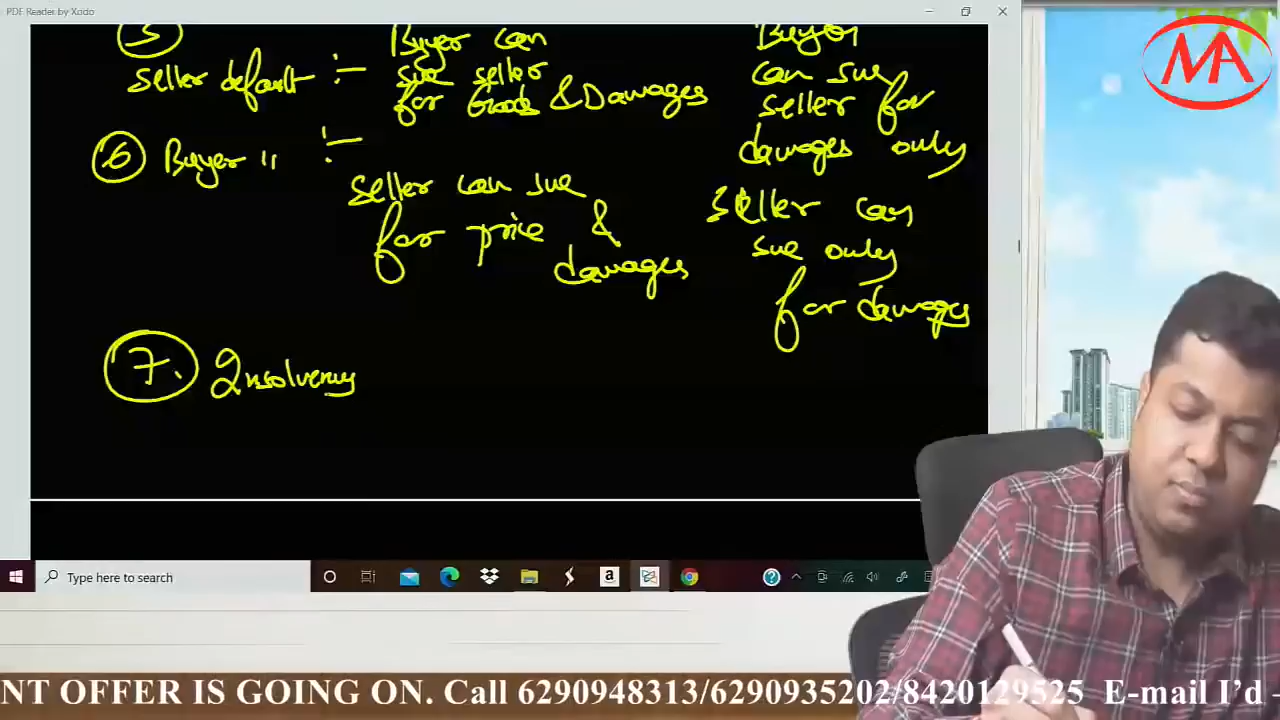 PDF Reader by Xodo
5
Seller default :-
Buyer can
sue seller
for Goods & Damages
Buyer
can sue
seller for
damages only
6 Buyer " :-
Seller can sue
for price &
damages
Seller can
sue only
for damages
7. Insolvency
MA
Type here to search
a
NT OFFER IS GOING ON. Call 6290948313/6290935202/8420129525 E-mail I'd -